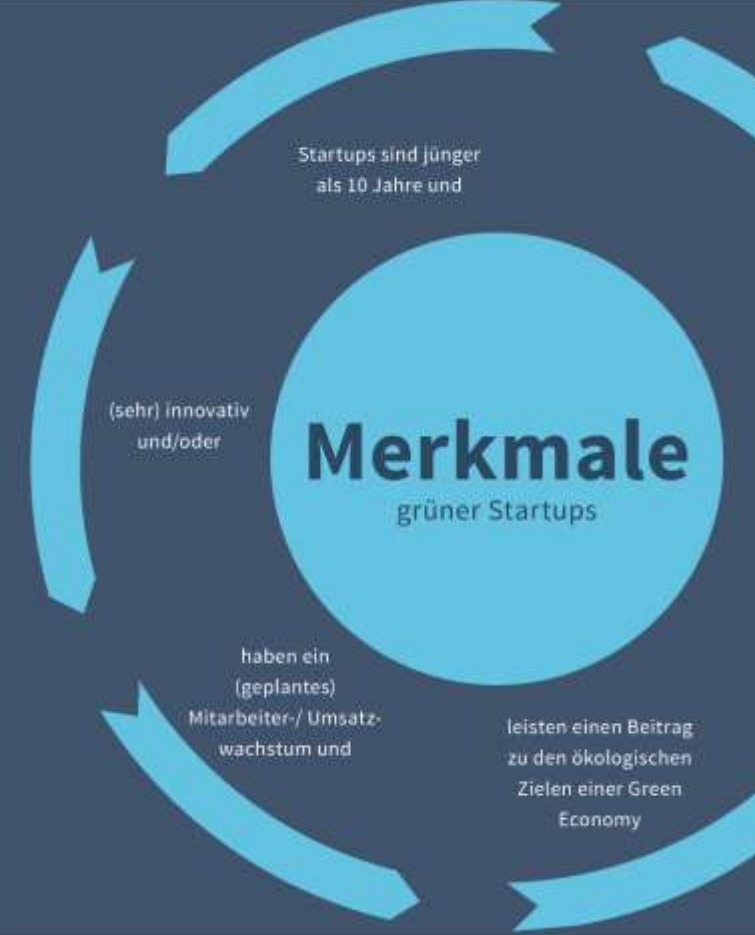 Startups sind jünger
als 10 Jahre und
(sehr) innovativ
und/oder
Merkmale
grüner Startups
haben ein
(geplantes)
Mitarbeiter-/ Umsatz-
wachstum und
leisten einen Beitrag
zu den ökologischen
Zielen einer Green
Economy